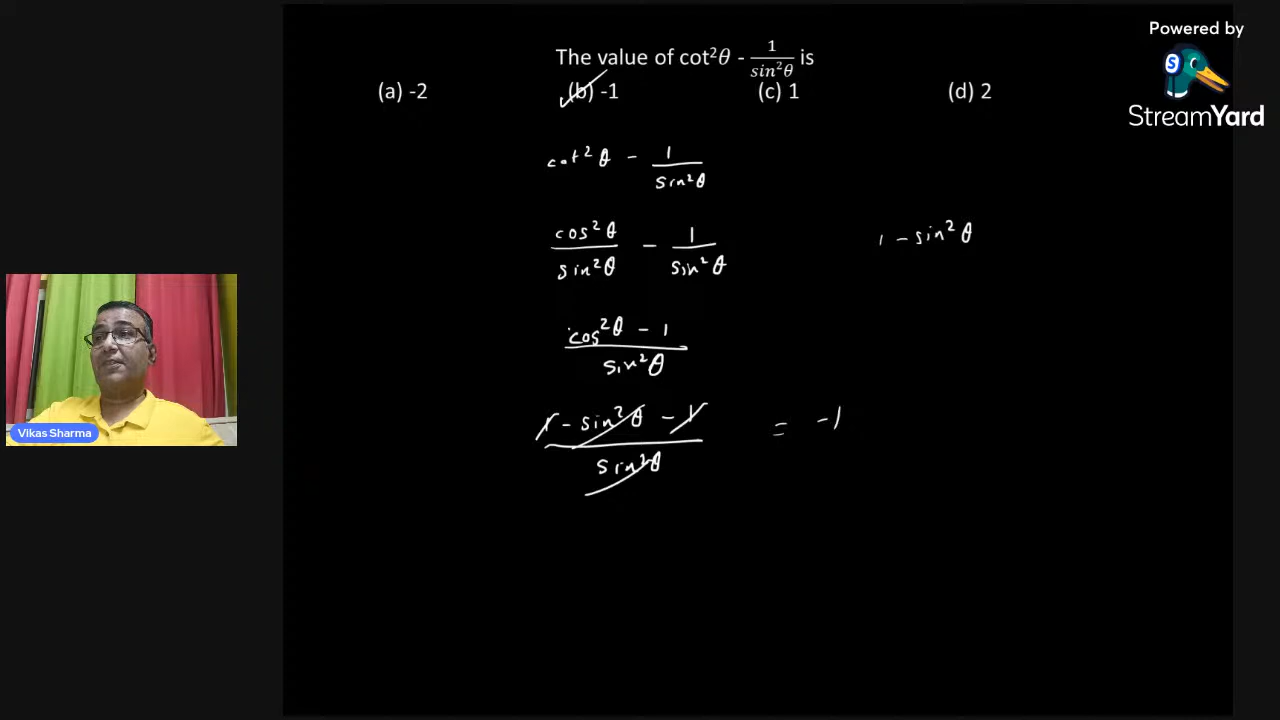 Powered by
StreamYard
The value of cot²θ - 1/sin²θ is
(a) -2 (b) -1 (c) 1 (d) 2
cot²θ - 1/sin²θ
cos²θ/sin²θ - 1/sin²θ
1 - sin²θ
cos²θ - 1/sin²θ
1 - sin²θ - 1/sin²θ = -1
Vikas Sharma